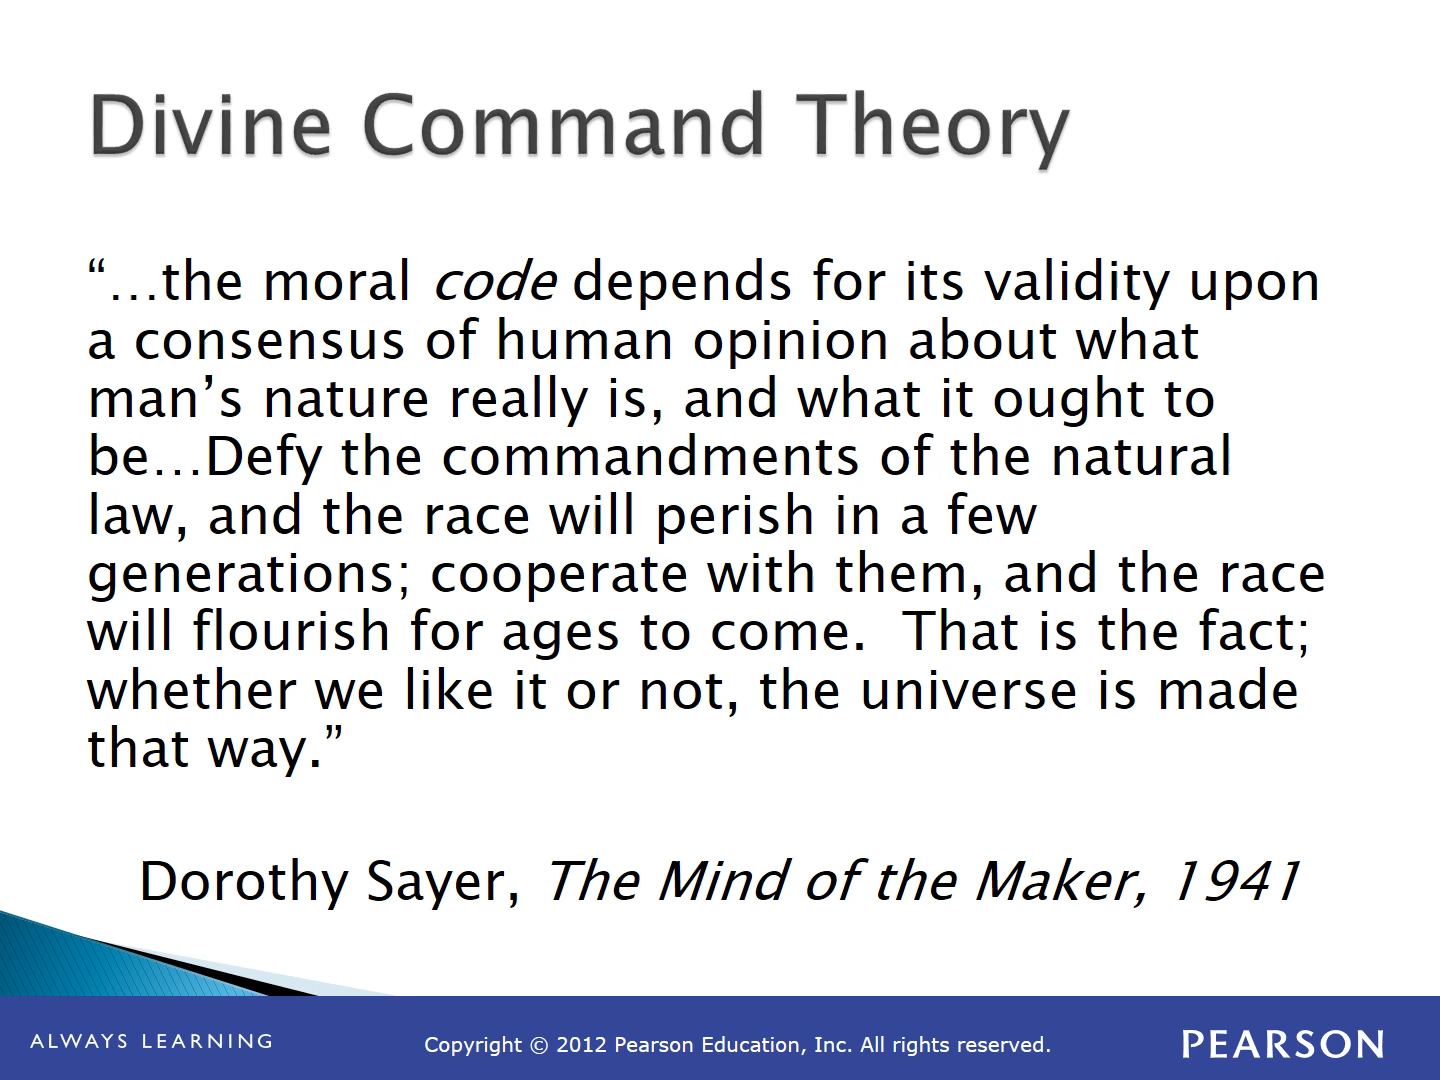 Divine Command Theory
“…the moral code depends for its validity upon
a consensus of human opinion about what
man’s nature really is, and what it ought to
be…Defy the commandments of the natural
law, and the race will perish in a few
generations; cooperate with them, and the race
will flourish for ages to come.  That is the fact;
whether we like it or not, the universe is made
that way.”
Dorothy Sayer, The Mind of the Maker, 1941
ALWAYS LEARNING
Copyright © 2012 Pearson Education, Inc. All rights reserved.
PEARSON